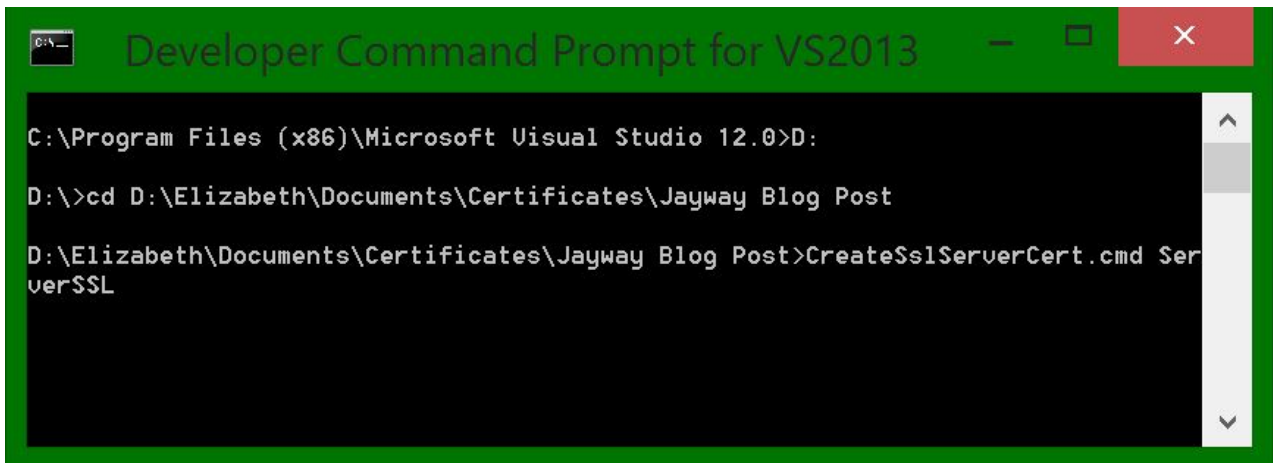 C:\
Developer Command Prompt for VS2013
C:\Program Files (x86)\Microsoft Visual Studio 12.0>D:
D:\>cd D:\Elizabeth\Documents\Certificates\Jayway Blog Post
D:\Elizabeth\Documents\Certificates\Jayway Blog Post>CreateSslServerCert.cmd Ser
verSSL